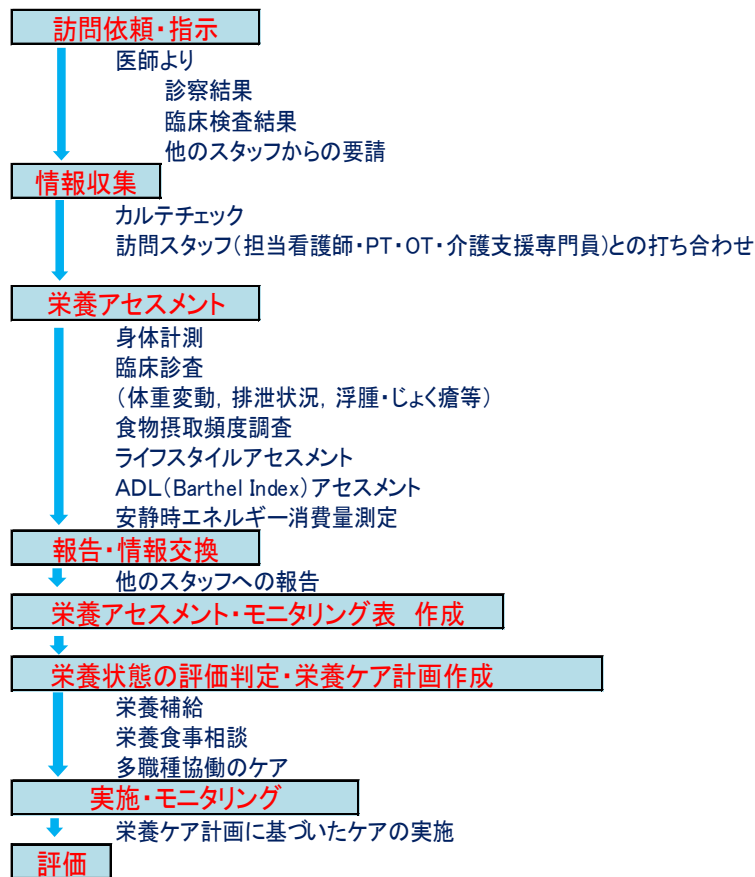 訪問依頼・指示
医師より
診察結果
臨床検査結果
他のスタッフからの要請
情報収集
カルテチェック
訪問スタッフ(担当看護師・PT・OT・介護支援専門員)との打ち合わせ
栄養アセスメント
身体計測
臨床診査
(体重変動, 排泄状況, 浮腫・じょく瘡等)
食物摂取頻度調査
ライフスタイルアセスメント
ADL(Barthel Index)アセスメント
安静時エネルギー消費量測定
報告・情報交換
他のスタッフへの報告
栄養アセスメント・モニタリング表　作成
栄養状態の評価判定・栄養ケア計画作成
栄養補給
栄養食事相談
多職種協働のケア
実施・モニタリング
栄養ケア計画に基づいたケアの実施
評価